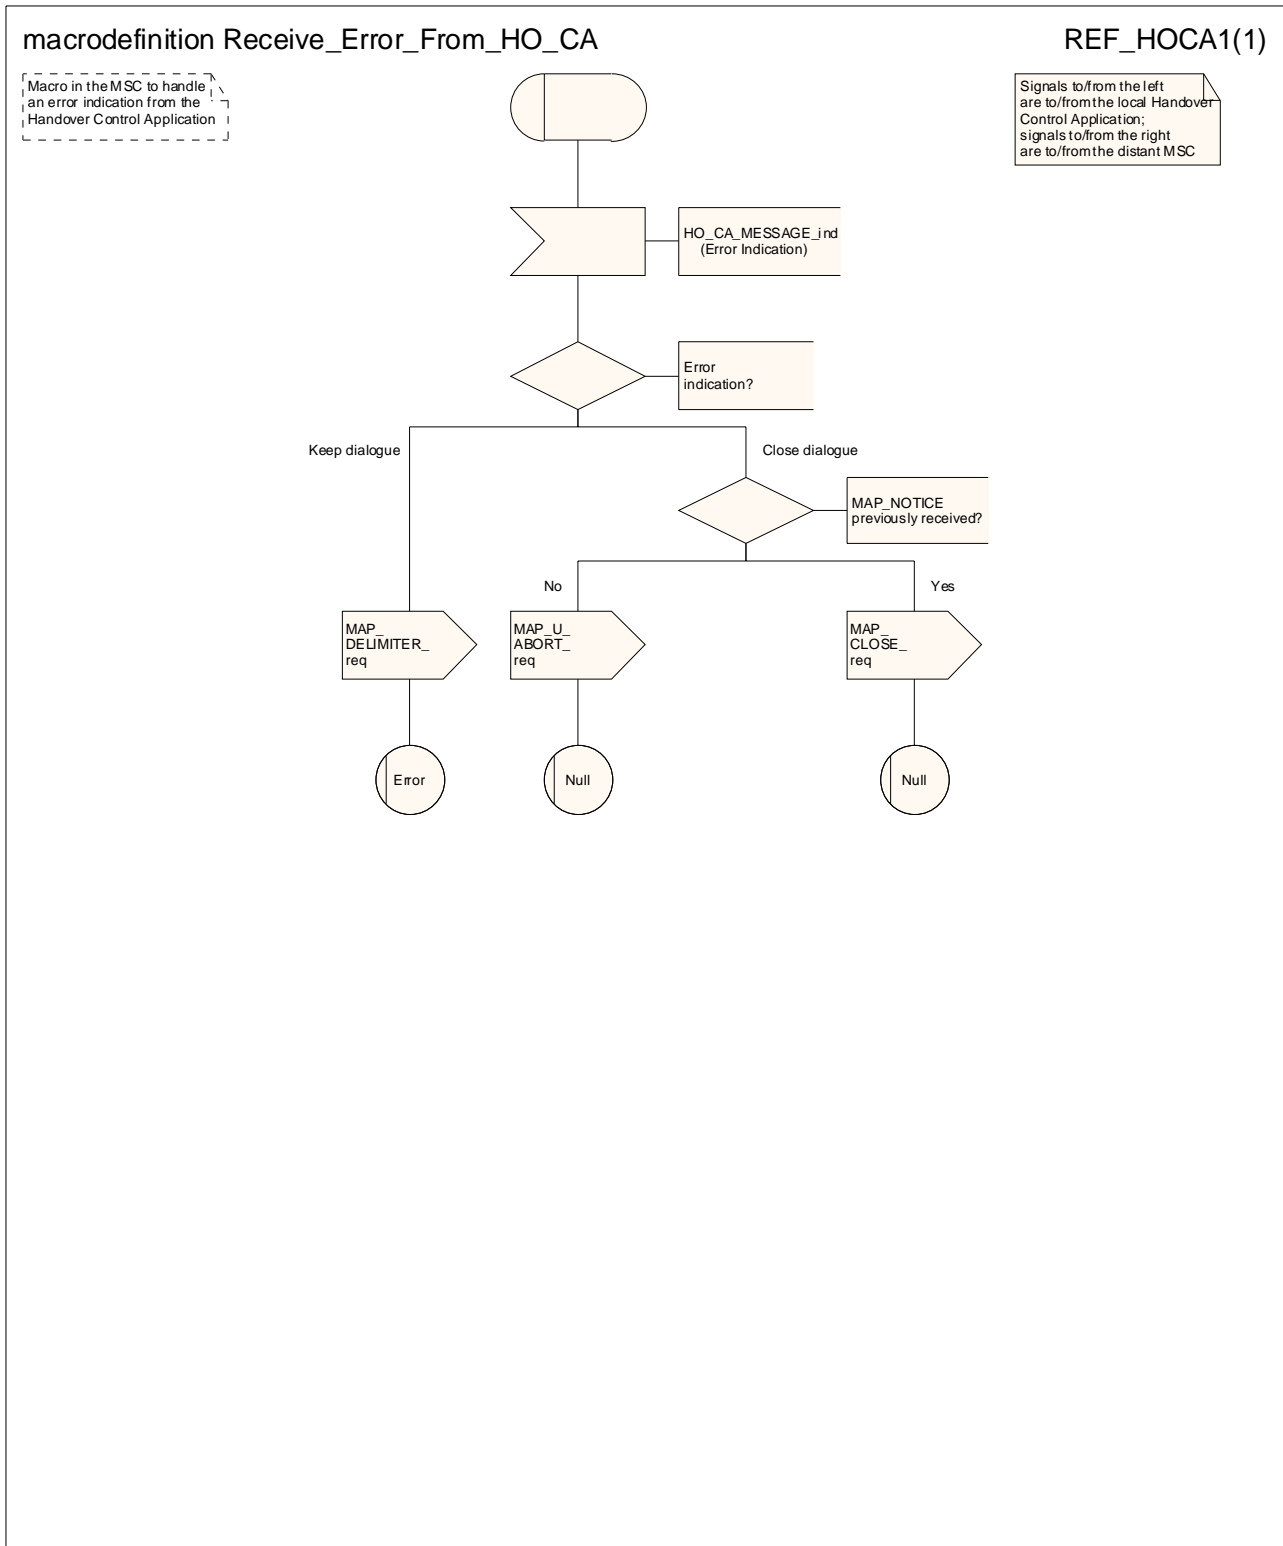 macrodefinition Receive_Error_From_HO_CA
REF_HOCA1(1)
Macro in the MSC to handle
an error indication from the
Handover Control Application
Signals to/from the left
are to/from the local Handover
Control Application;
signals to/from the right
are to/from the distant MSC
HO_CA_MESSAGE_ind
(Error Indication)
Error
indication?
Keep dialogue
Close dialogue
MAP_NOTICE
previously received?
No
Yes
MAP_
DELIMITER_
req
MAP_U_
ABORT_
req
MAP_
CLOSE_
req
Error
Null
Null